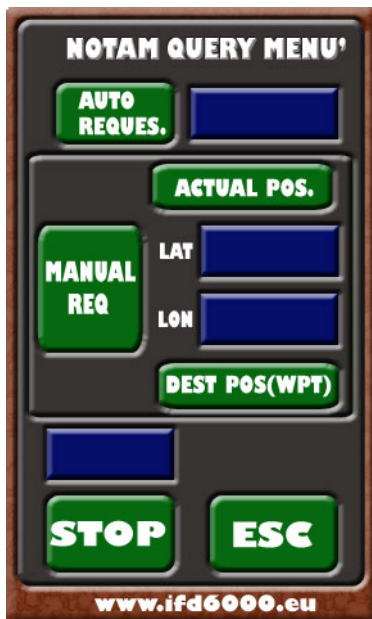 NOTAM QUERY MENU'
AUTO
REQUES.
ACTUAL POS.
LAT
MANUAL
REQ
LON
DEST POS(WPT)
STOP
ESC
www.ifd6000.eu